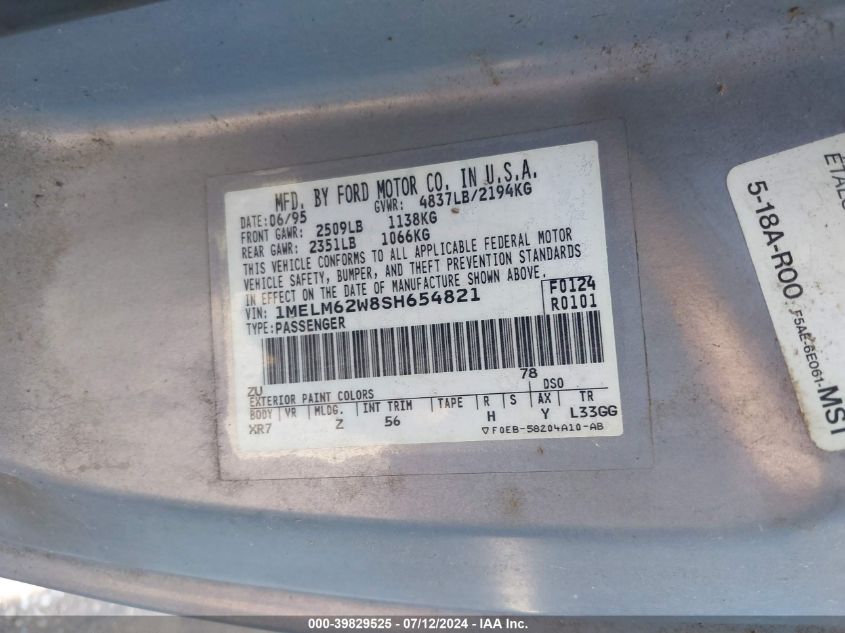 MFD. BY FORD MOTOR CO. IN U.S.A.
DATE: 06/95 GVWR: 4837LB/2194KG
FRONT GAWR: 2509LB 1138KG
REAR GAWR: 2351LB 1066KG
THIS VEHICLE CONFORMS TO ALL APPLICABLE FEDERAL MOTOR
VEHICLE SAFETY, BUMPER, AND THEFT PREVENTION STANDARDS
IN EFFECT ON THE DATE OF MANUFACTURE SHOWN ABOVE.
VIN: 1MELM62W8SH654821 F0124
TYPE: PASSENGER R0101
ZU 78
EXTERIOR PAINT COLORS DSO
BODY VR MLDG. INT TRIM TAPE R S AX TR
XR7 Z 56 H Y L33GG
▽F0EB-58204A10-AB
5-18A-R00
F5AE-6E061-MST
000-39829525 / 07/12/2024 / IAA Inc.